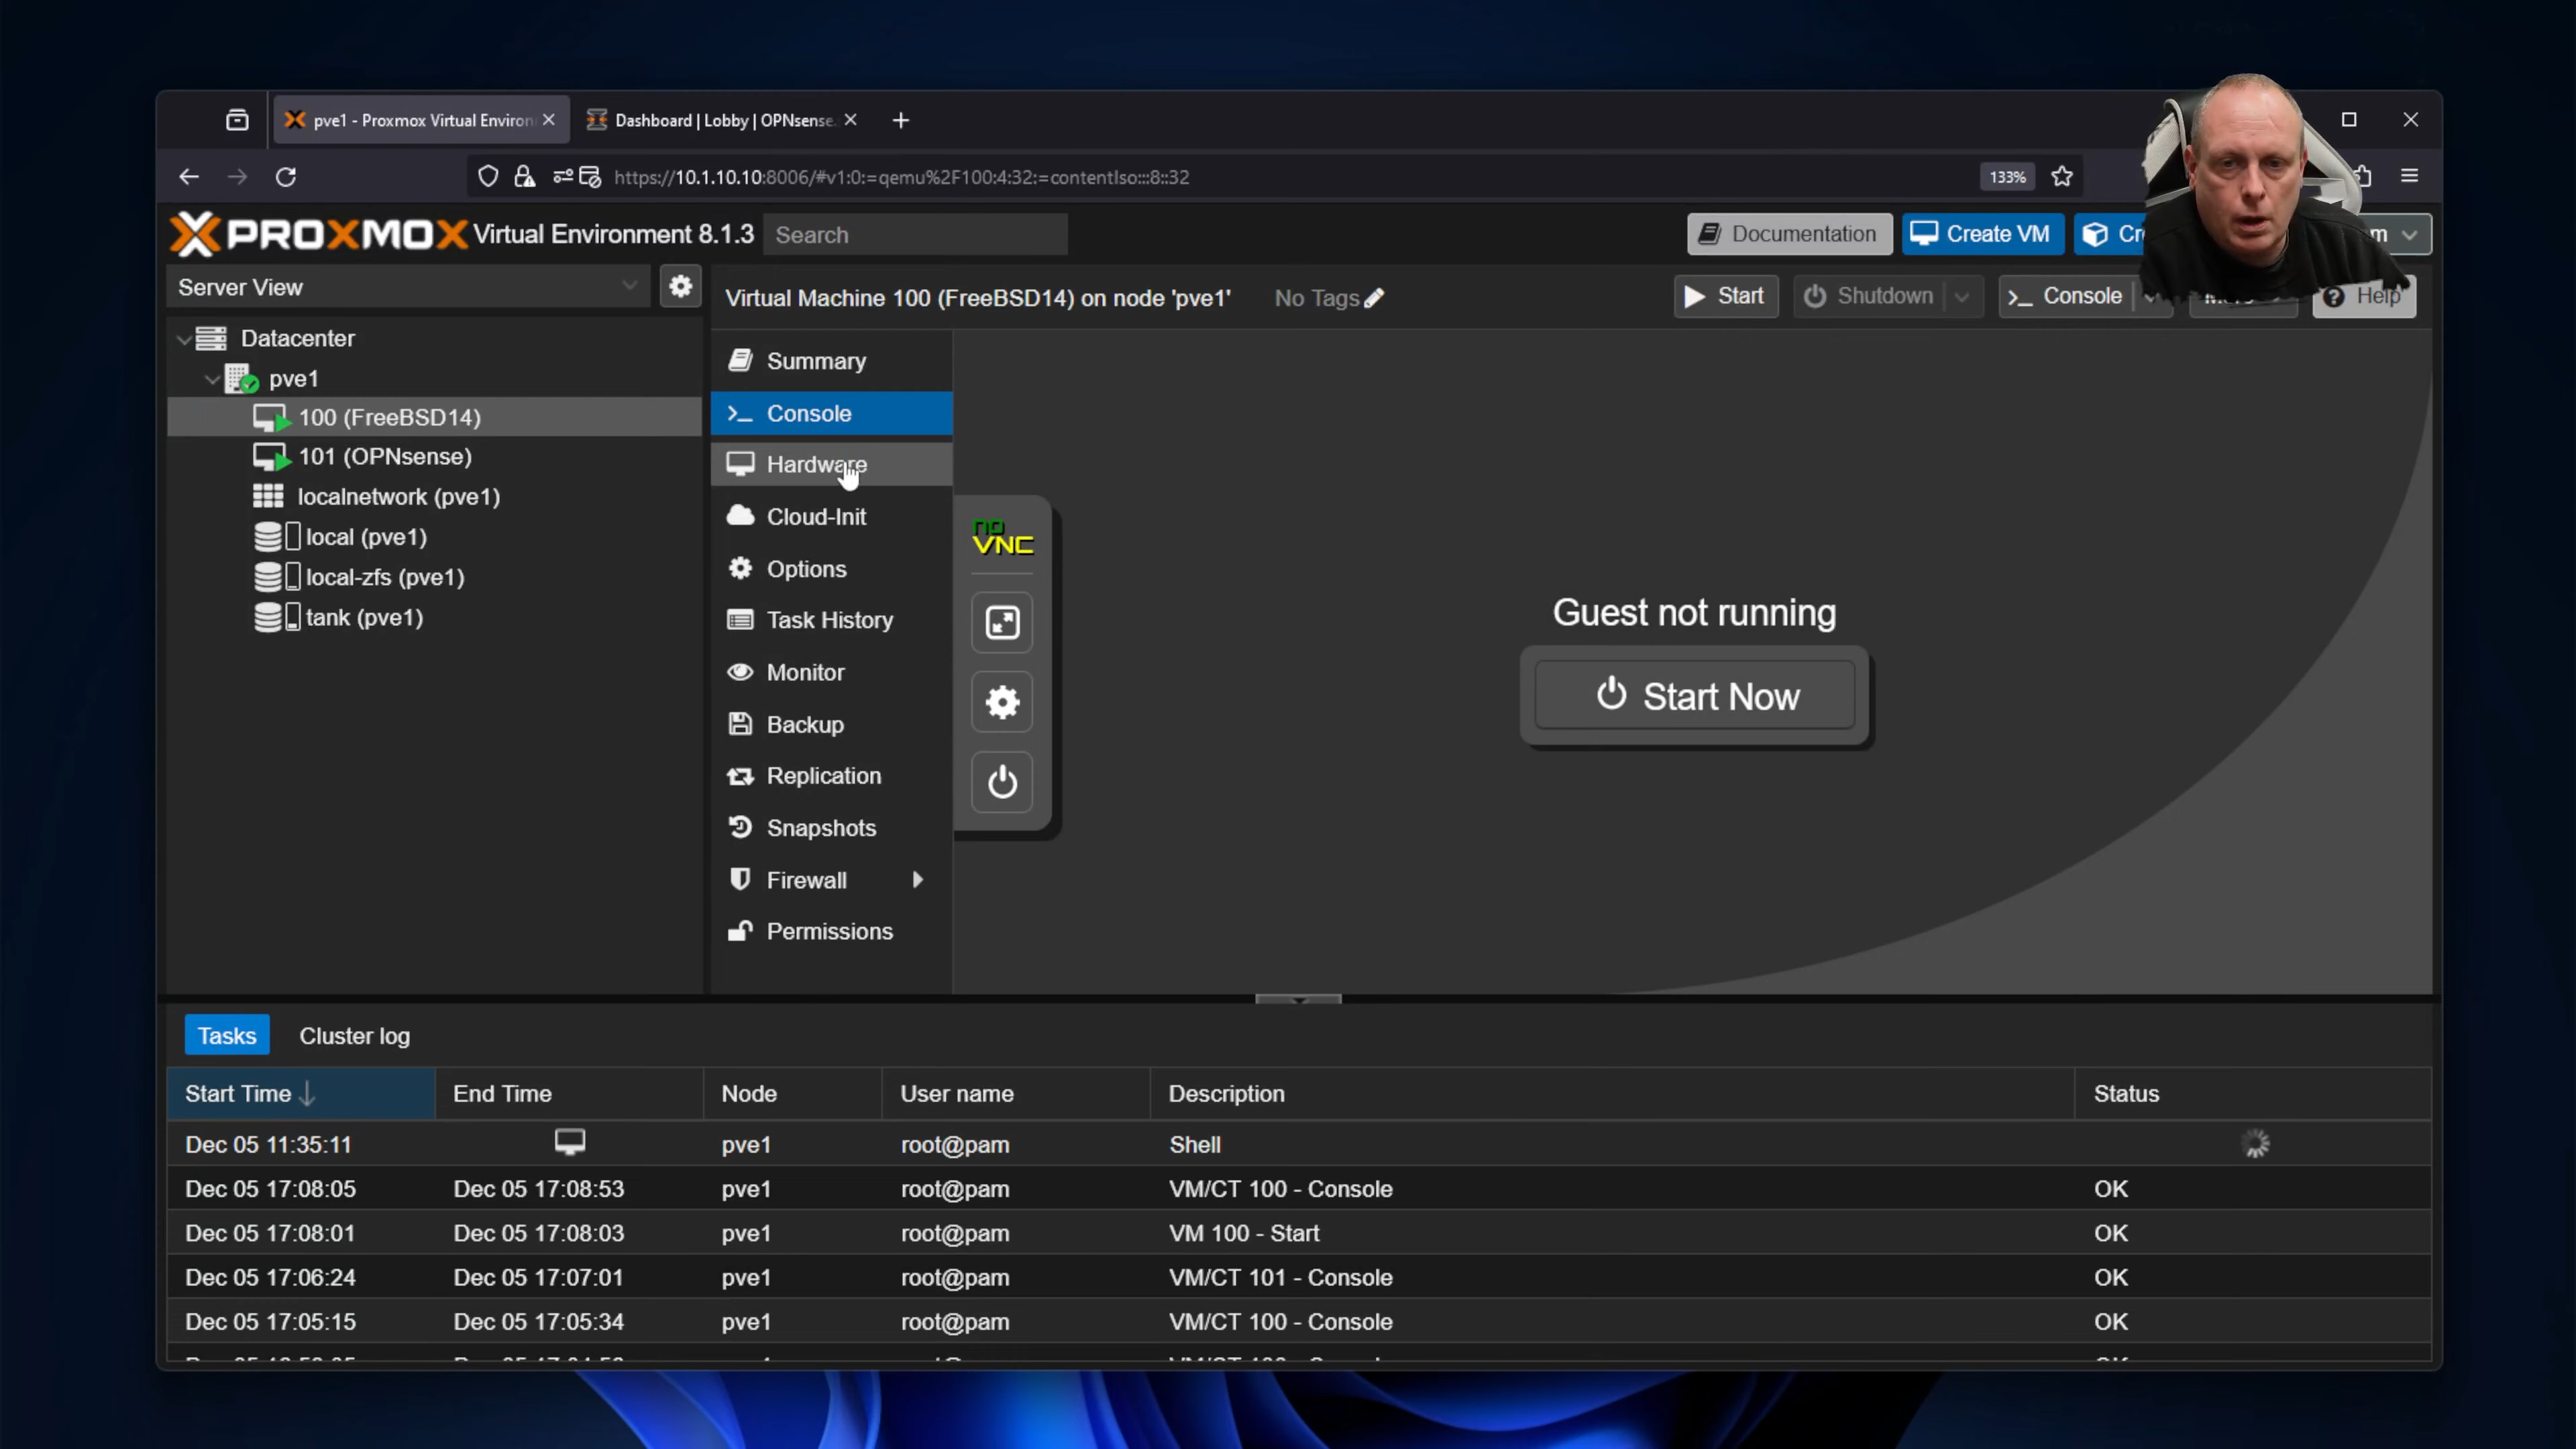 pve1 - Proxmox Virtual Environ
Dashboard | Lobby | OPNsense.
https://10.1.10.10:8006/#v1:0:=qemu%2F100:4:32:=contentIso:::8::32
133%
PROXMOX Virtual Environment 8.1.3
Search
Documentation
Create VM
Server View
Virtual Machine 100 (FreeBSD14) on node 'pve1'
No Tags
Start
Shutdown
Console
Help
Datacenter
pve1
100 (FreeBSD14)
101 (OPNsense)
localnetwork (pve1)
local (pve1)
local-zfs (pve1)
tank (pve1)
Summary
Console
Hardware
Cloud-Init
Options
Task History
Monitor
Backup
Replication
Snapshots
Firewall
Permissions
no
VNC
Guest not running
Start Now
Tasks
Cluster log
Start Time End Time Node User name Description Status
Dec 05 11:35:11 pve1 root@pam Shell
Dec 05 17:08:05 Dec 05 17:08:53 pve1 root@pam VM/CT 100 - Console OK
Dec 05 17:08:01 Dec 05 17:08:03 pve1 root@pam VM 100 - Start OK
Dec 05 17:06:24 Dec 05 17:07:01 pve1 root@pam VM/CT 101 - Console OK
Dec 05 17:05:15 Dec 05 17:05:34 pve1 root@pam VM/CT 100 - Console OK